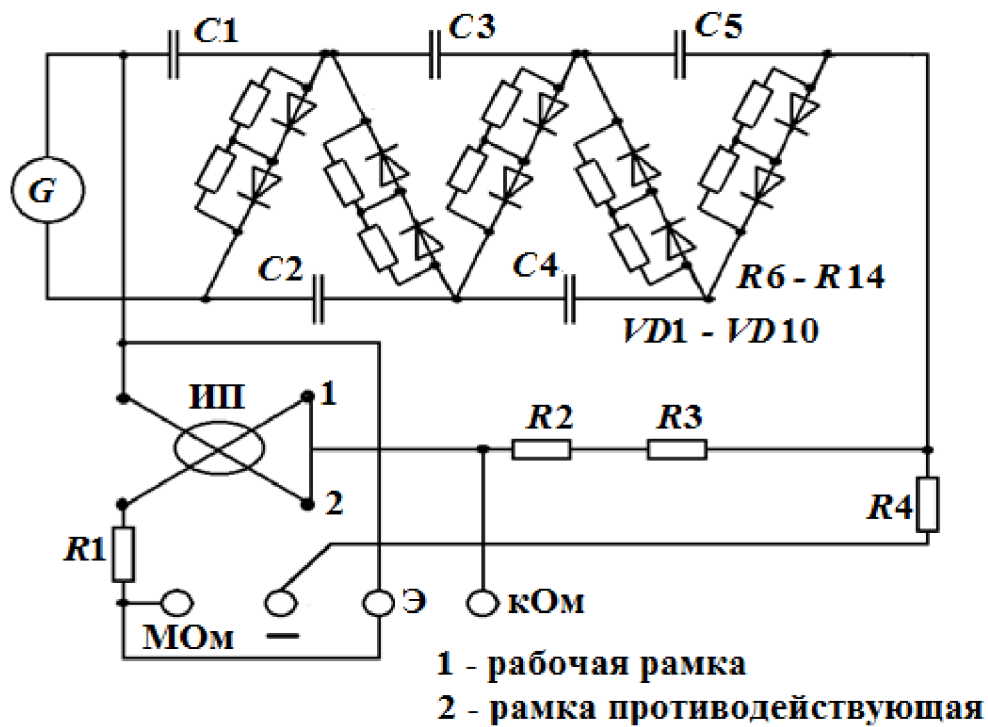 C1
C3
C5
G
C2
C4
R6 - R14
VD1 - VD10
ИП
1
2
R2
R3
R4
R1
МОм
—
Э
кОм
1 - рабочая рамка
2 - рамка противодействующая